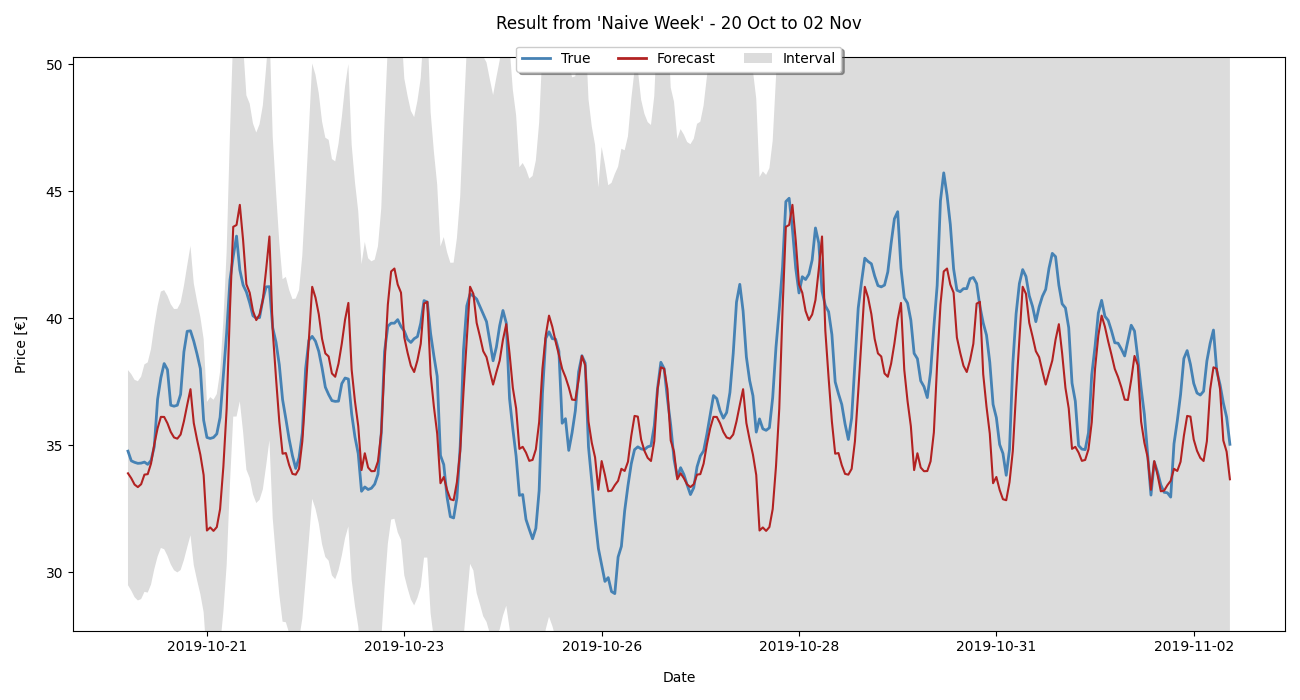 Result from 'Naive Week' - 20 Oct to 02 Nov
True Forecast Interval
50
45
40
35
30
Price [€]
2019-10-21 2019-10-23 2019-10-26 2019-10-28 2019-10-31 2019-11-02
Date